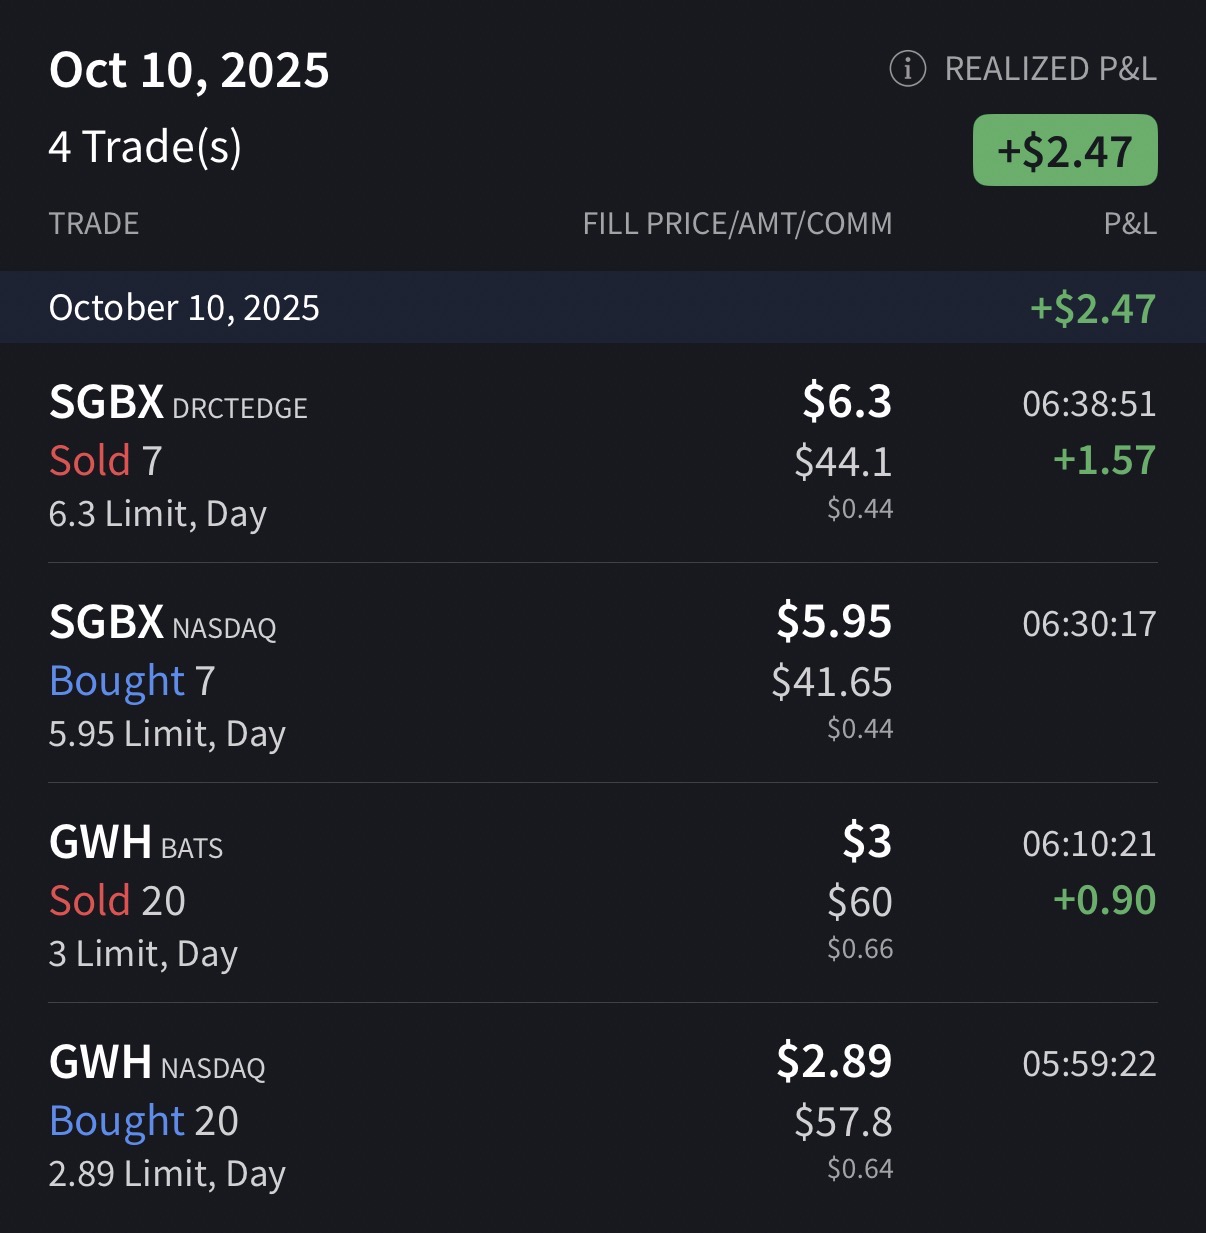 Oct 10, 2025
REALIZED P&L
4 Trade(s)
+$2.47
TRADE FILL PRICE/AMT/COMM P&L
October 10, 2025 +$2.47
SGBX DRCTEDGE $6.3 06:38:51
Sold 7 $44.1 +1.57
6.3 Limit, Day $0.44
SGBX NASDAQ $5.95 06:30:17
Bought 7 $41.65
5.95 Limit, Day $0.44
GWH BATS $3 06:10:21
Sold 20 $60 +0.90
3 Limit, Day $0.66
GWH NASDAQ $2.89 05:59:22
Bought 20 $57.8
2.89 Limit, Day $0.64